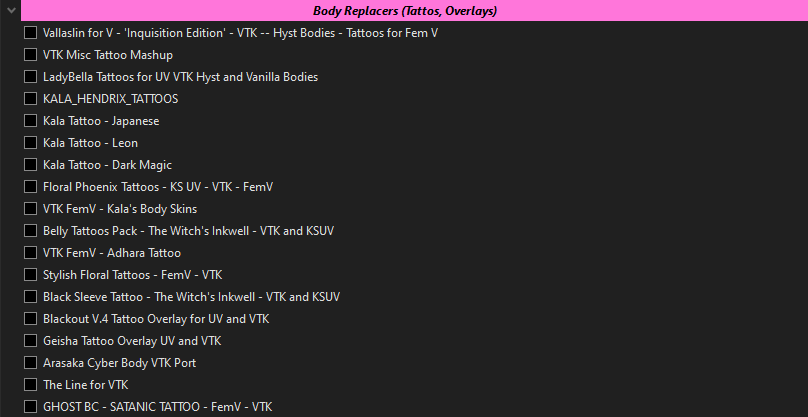 Body Replacers (Tattos, Overlays)
Vallaslin for V - 'Inquisition Edition' - VTK -- Hyst Bodies - Tattoos for Fem V
VTK Misc Tattoo Mashup
LadyBella Tattoos for UV VTK Hyst and Vanilla Bodies
KALA_HENDRIX_TATTOOS
Kala Tattoo - Japanese
Kala Tattoo - Leon
Kala Tattoo - Dark Magic
Floral Phoenix Tattoos - KS UV - VTK - FemV
VTK FemV - Kala's Body Skins
Belly Tattoos Pack - The Witch's Inkwell - VTK and KSUV
VTK FemV - Adhara Tattoo
Stylish Floral Tattoos - FemV - VTK
Black Sleeve Tattoo - The Witch's Inkwell - VTK and KSUV
Blackout V.4 Tattoo Overlay for UV and VTK
Geisha Tattoo Overlay UV and VTK
Arasaka Cyber Body VTK Port
The Line for VTK
GHOST BC - SATANIC TATTOO - FemV - VTK